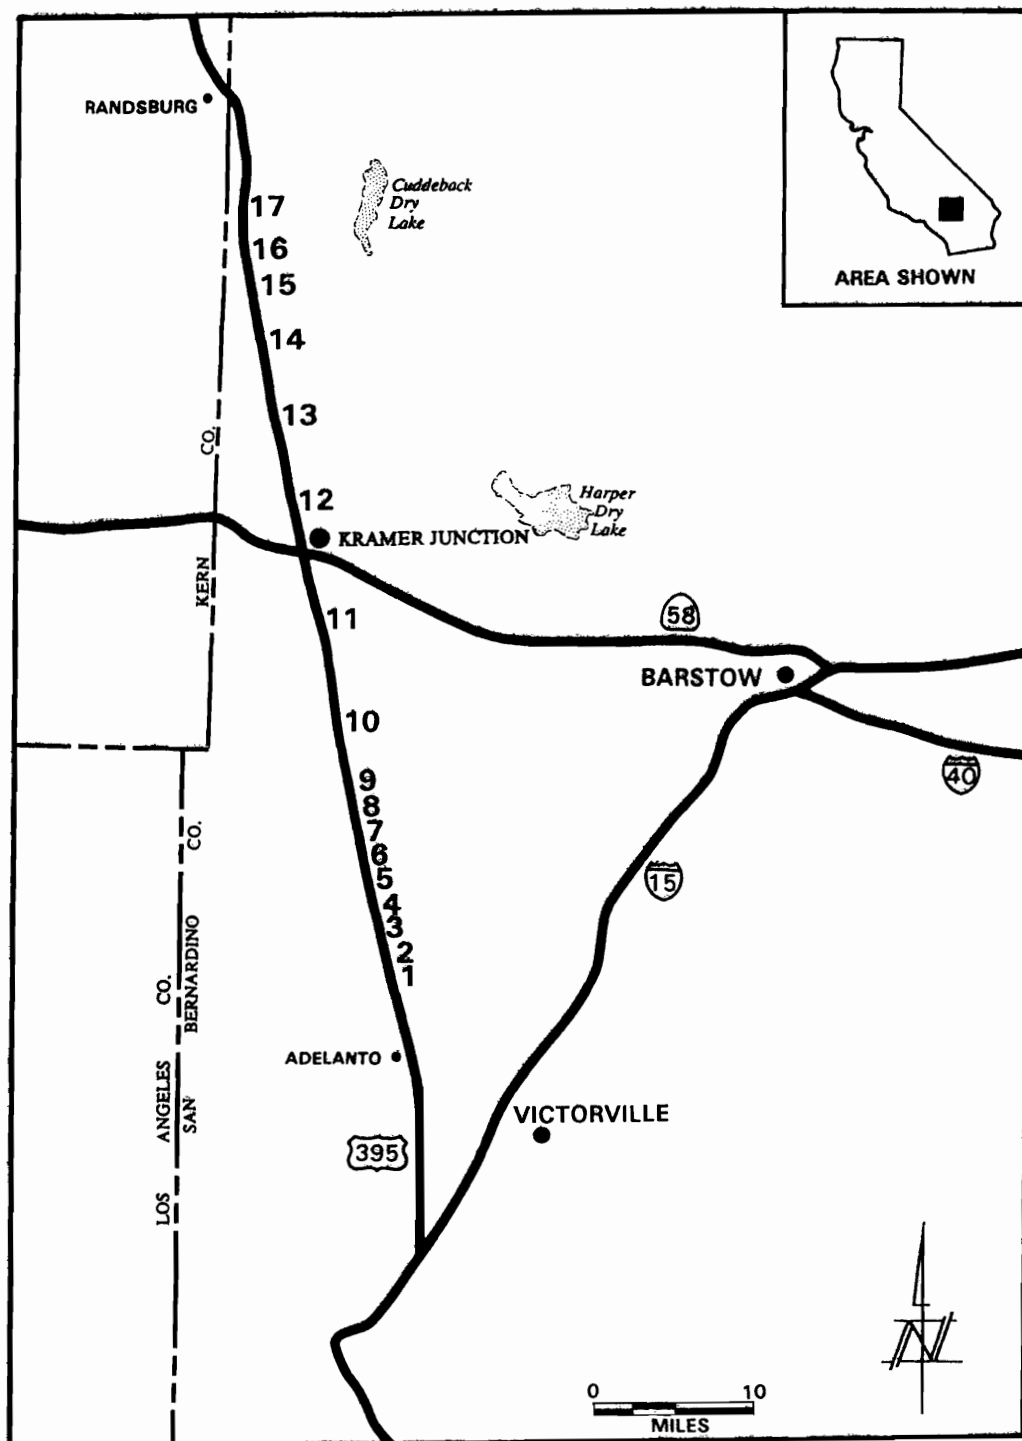 RANDSBURG
Cuddeback
Dry
Lake
AREA SHOWN
17
16
15
14
13
12
CO.
KERN
Harper
Dry
Lake
KRAMER JUNCTION
11
58
BARSTOW
10
40
9
8
7
6
5
4
3
2
1
15
CO.
SAN BERNARDINO
LOS ANGELES CO.
ADELANTO
VICTORVILLE
395
N
0 10
MILES